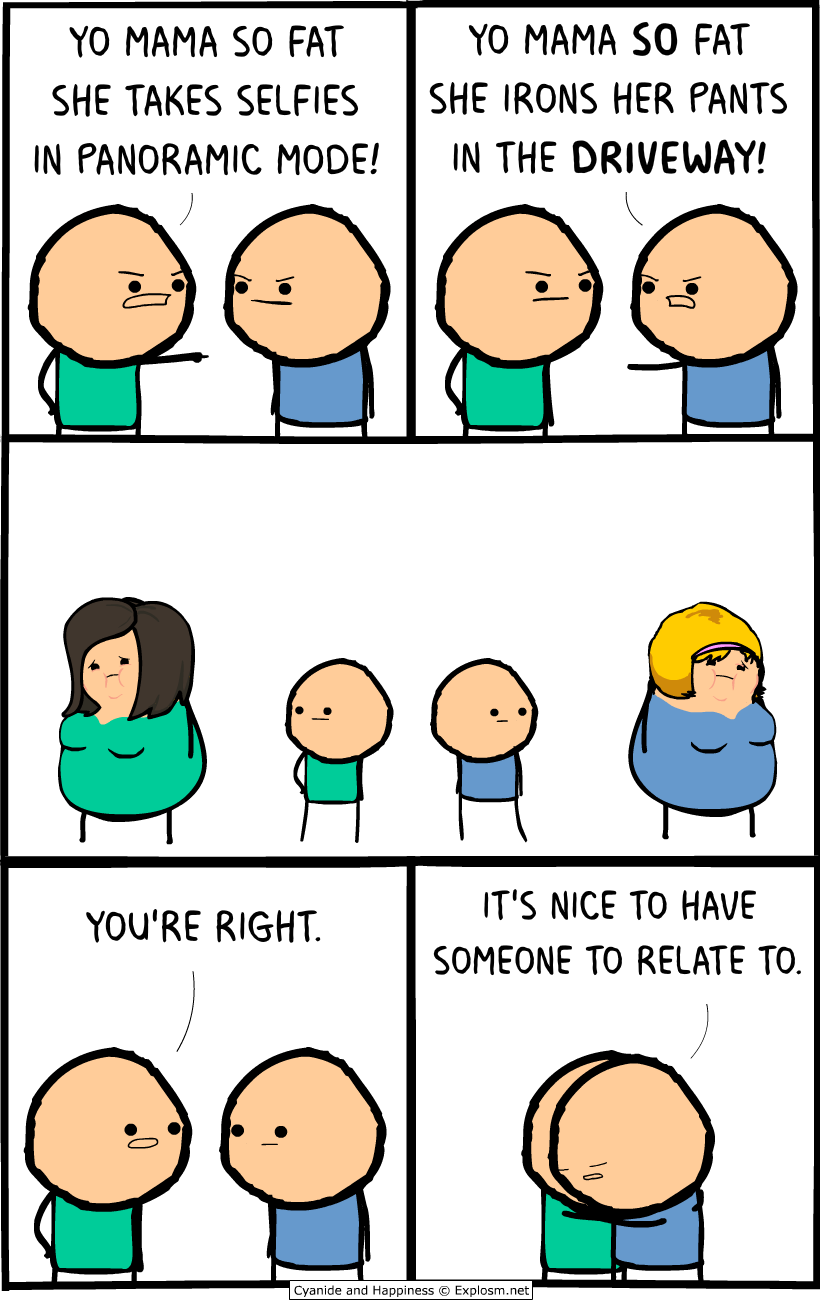 YO MAMA SO FAT
SHE TAKES SELFIES
IN PANORAMIC MODE!
YO MAMA SO FAT
SHE IRONS HER PANTS
IN THE DRIVEWAY!
YOU'RE RIGHT.
IT'S NICE TO HAVE
SOMEONE TO RELATE TO.
Cyanide and Happiness © Explosm.net